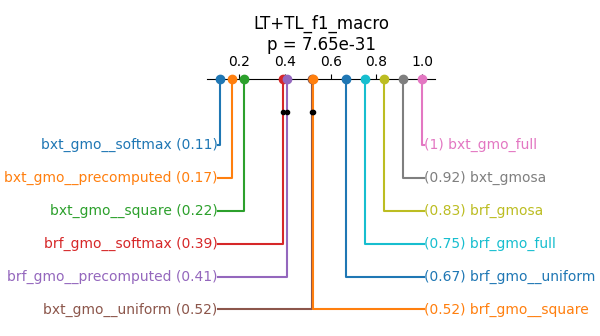 LT+TL_f1_macro
p = 7.65e-31
0.2 0.4 0.6 0.8 1.0
bxt_gmo__softmax (0.11) (1) bxt_gmo_full
bxt_gmo__precomputed (0.17) (0.92) bxt_gmosa
bxt_gmo__square (0.22) (0.83) brf_gmosa
brf_gmo__softmax (0.39) (0.75) brf_gmo_full
brf_gmo__precomputed (0.41) (0.67) brf_gmo__uniform
bxt_gmo__uniform (0.52) (0.52) brf_gmo__square